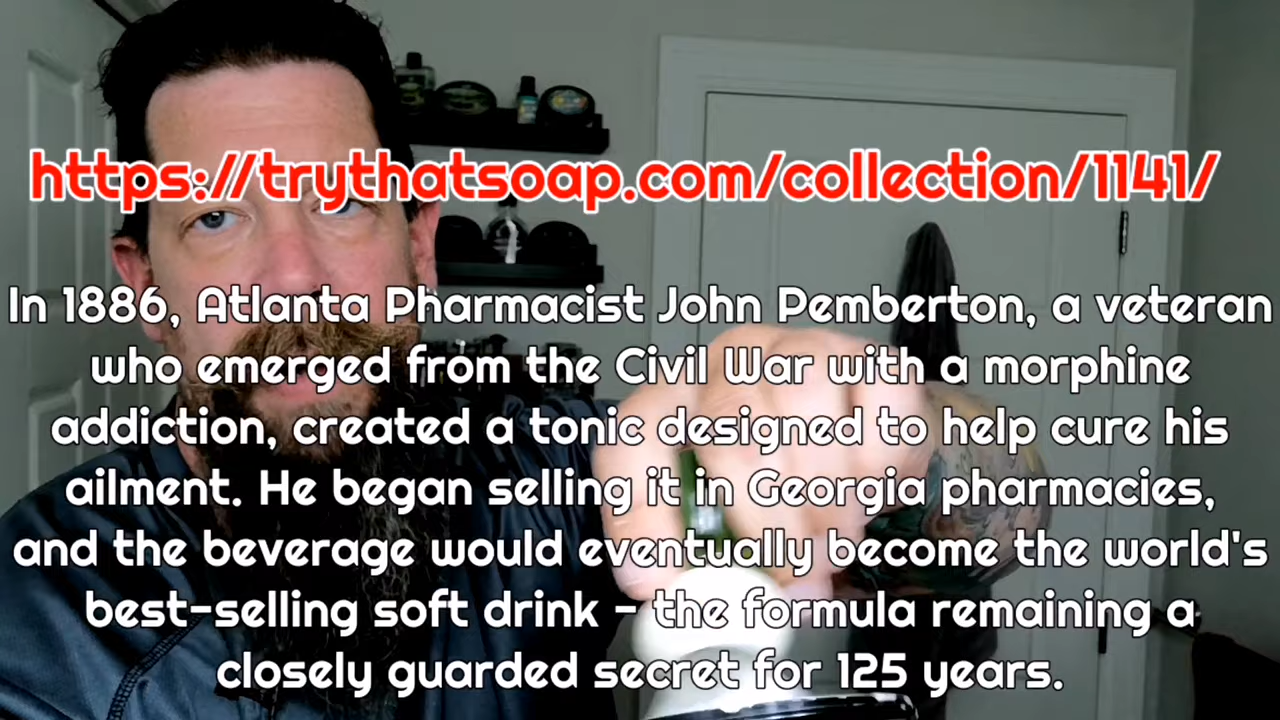 https://trythatsoap.com/collection/1141/
In 1886, Atlanta Pharmacist John Pemberton, a veteran
who emerged from the Civil War with a morphine
addiction, created a tonic designed to help cure his
ailment. He began selling it in Georgia pharmacies,
and the beverage would eventually become the world's
best-selling soft drink - the formula remaining a
closely guarded secret for 125 years.